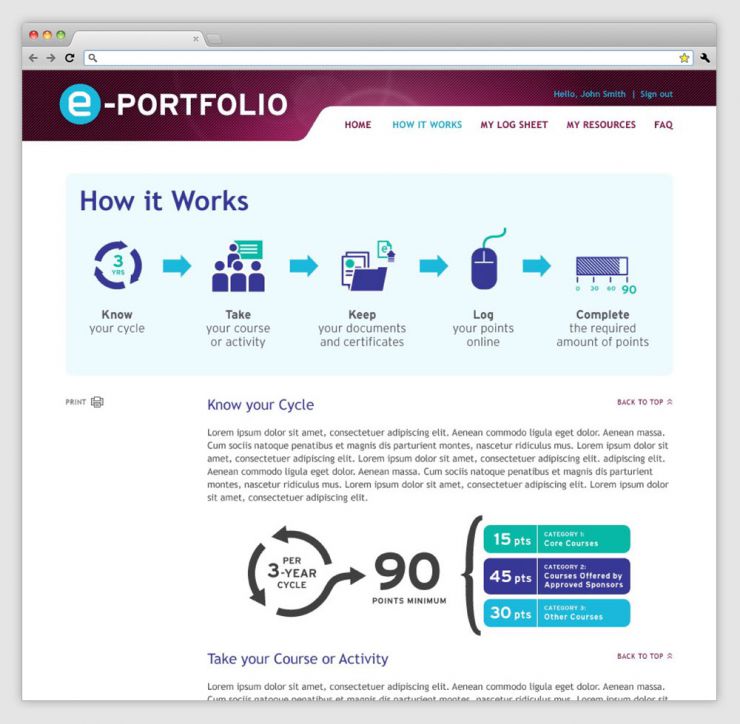 e-PORTFOLIO
Hello, John Smith | Sign out
HOME HOW IT WORKS MY LOG SHEET MY RESOURCES FAQ
How it Works
3
YRS
e
0 30 60 90
Know
your cycle
Take
your course
or activity
Keep
your documents
and certificates
Log
your points
online
Complete
the required
amount of points
PRINT
Know your Cycle
BACK TO TOP
Lorem ipsum dolor sit amet, consectetuer adipiscing elit. Aenean commodo ligula eget dolor. Aenean massa.
Cum sociis natoque penatibus et magnis dis parturient montes, nascetur ridiculus mus. Lorem ipsum dolor sit
amet, consectetuer adipiscing elit. Lorem ipsum dolor sit amet, consectetuer adipiscing elit. adipiscing elit.
Aenean commodo ligula eget dolor. Aenean massa. Cum sociis natoque penatibus et magnis dis parturient
montes, nascetur ridiculus mus. Lorem ipsum dolor sit amet, consectetuer adipiscing elit. Lorem ipsum dolor
sit amet, consectetuer adipiscing elit.
PER
3-YEAR
CYCLE
90
POINTS MINIMUM
15 pts
CATEGORY 1:
Core Courses
45 pts
CATEGORY 2:
Courses Offered by
Approved Sponsors
30 pts
CATEGORY 3:
Other Courses
Take your Course or Activity
BACK TO TOP
Lorem ipsum dolor sit amet, consectetuer adipiscing elit. Aenean commodo ligula eget dolor. Aenean massa.
Cum sociis natoque penatibus et magnis dis parturient montes, nascetur ridiculus mus. Lorem ipsum dolor sit